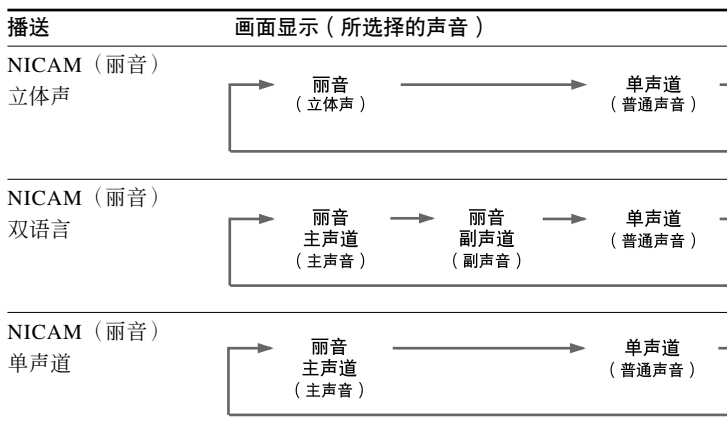 播送 画面显示（所选择的声音）
NICAM（丽音）
立体声
丽音 单声道
（立体声） （普通声音）
NICAM（丽音）
双语言
丽音 丽音 单声道
主声道 副声道 （普通声音）
（主声音） （副声音）
NICAM（丽音）
单声道
丽音 单声道
主声道 （普通声音）
（主声音）